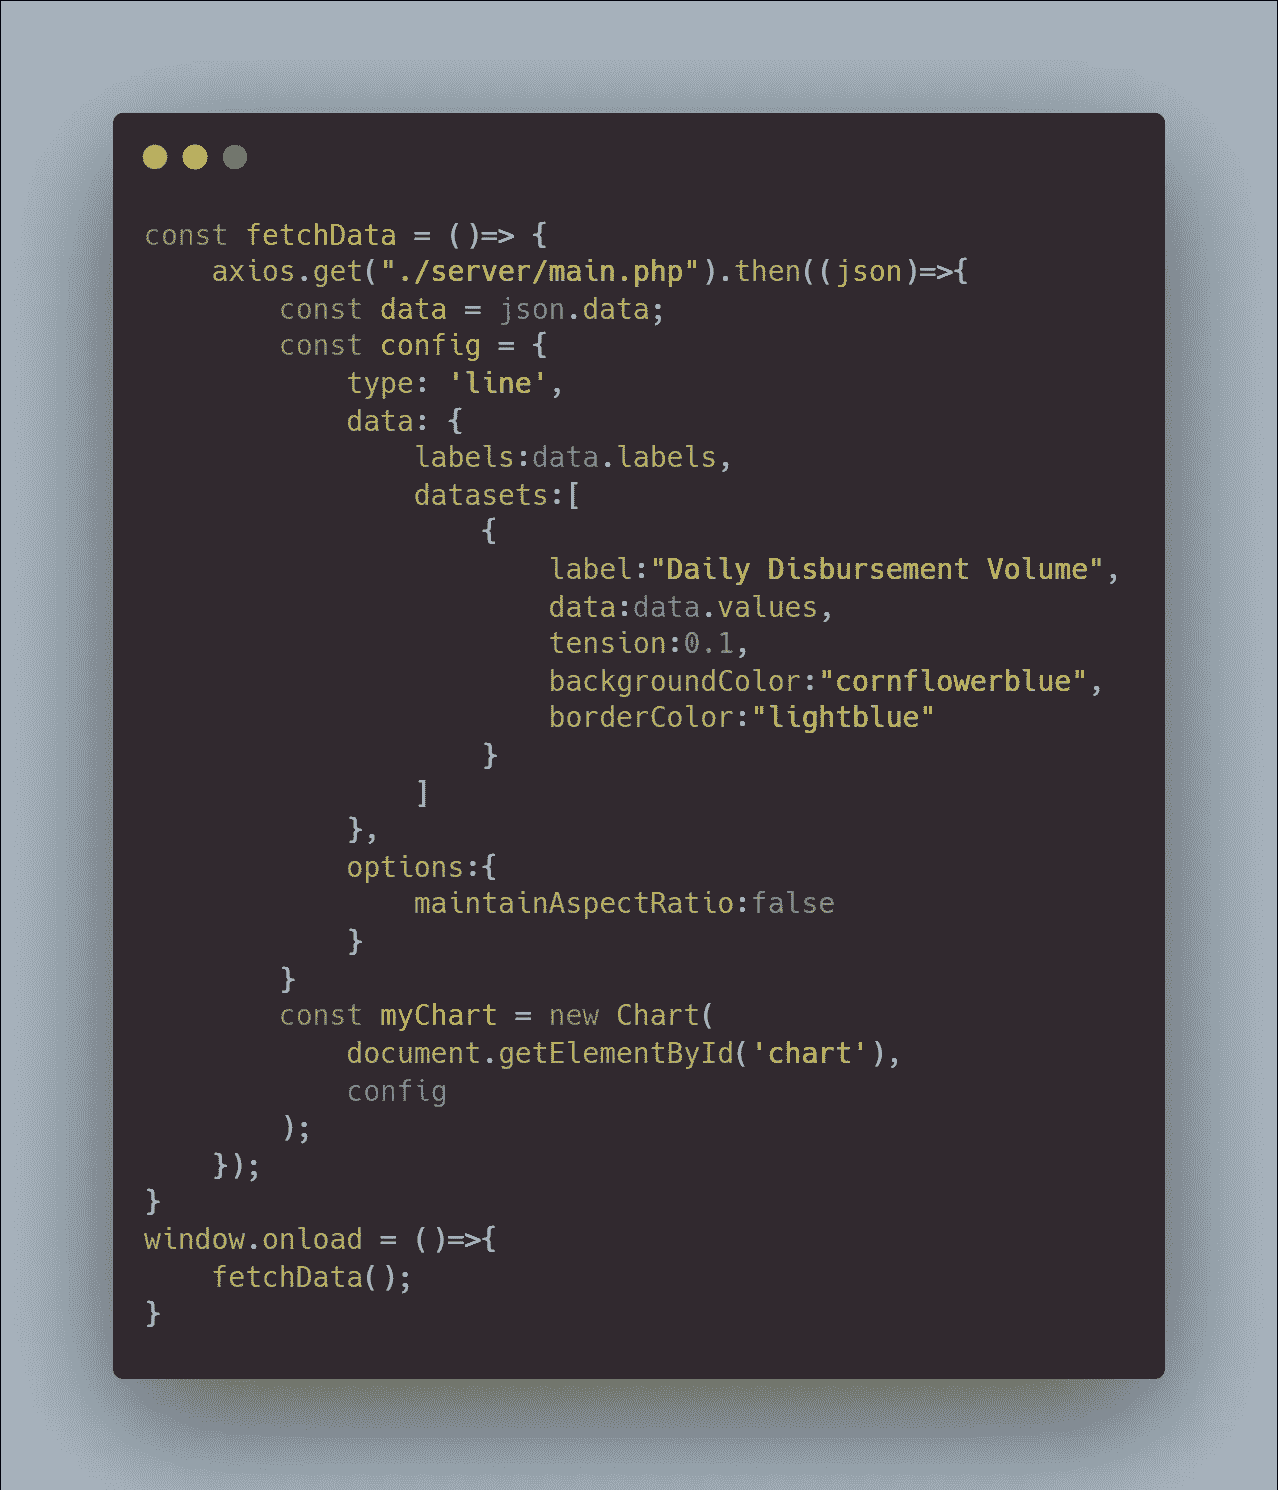 const fetchData = ()=> {
    axios.get("./server/main.php").then((json)=>{
        const data = json.data;
        const config = {
            type: 'line',
            data: {
                labels:data.labels,
                datasets:[
                    {
                        label:"Daily Disbursement Volume",
                        data:data.values,
                        tension:0.1,
                        backgroundColor:"cornflowerblue",
                        borderColor:"lightblue"
                    }
                ]
            },
            options:{
                maintainAspectRatio:false
            }
        }
        const myChart = new Chart(
            document.getElementById('chart'),
            config
        );
    });
}
window.onload = ()=>{
    fetchData();
}